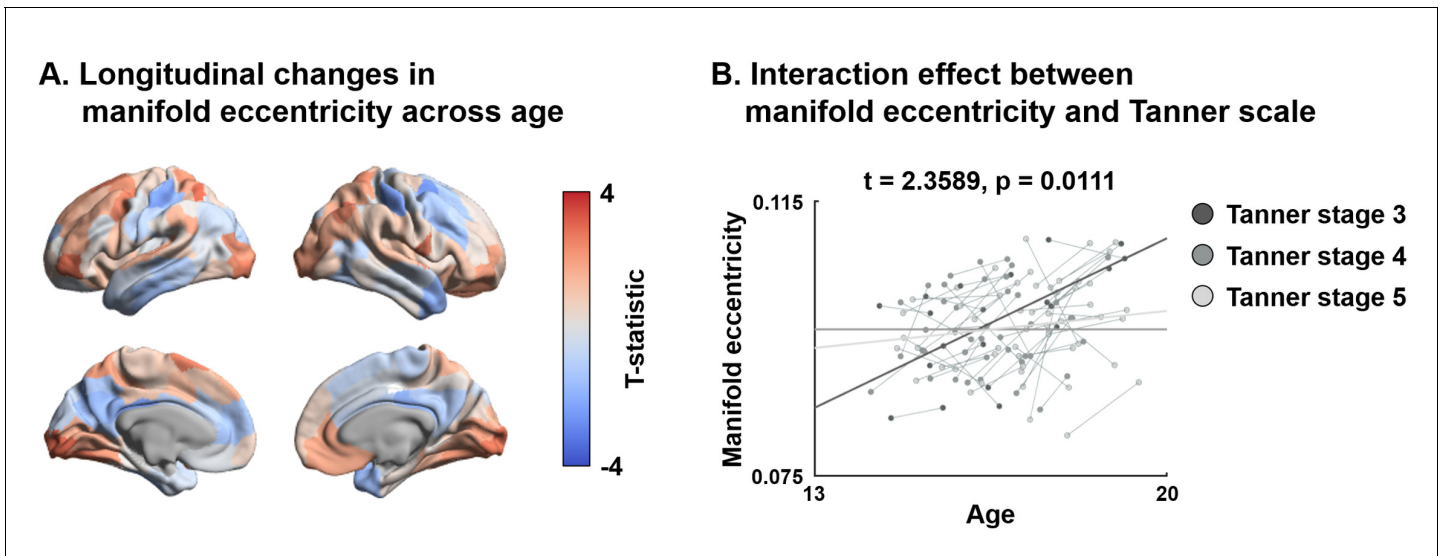 A. Longitudinal changes in
manifold eccentricity across age
4
T-statistic
-4
B. Interaction effect between
manifold eccentricity and Tanner scale
t = 2.3589, p = 0.0111
0.115
Manifold eccentricity
0.075
13
20
Age
Tanner stage 3
Tanner stage 4
Tanner stage 5